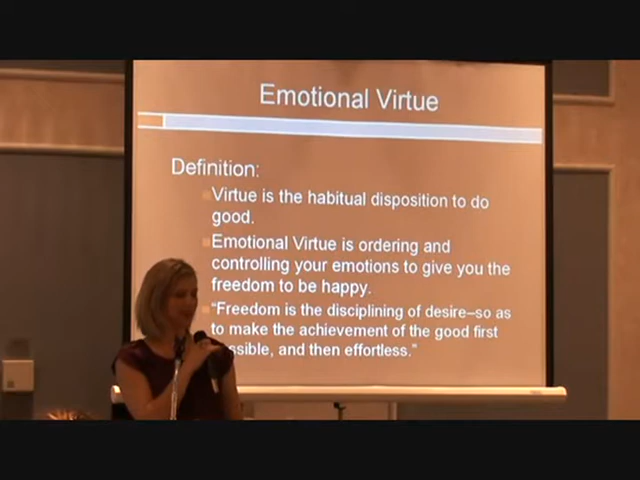 Emotional Virtue
Definition:
Virtue is the habitual disposition to do
good.
Emotional Virtue is ordering and
controlling your emotions to give you the
freedom to be happy.
"Freedom is the disciplining of desire–so as
to make the achievement of the good first
ssible, and then effortless."